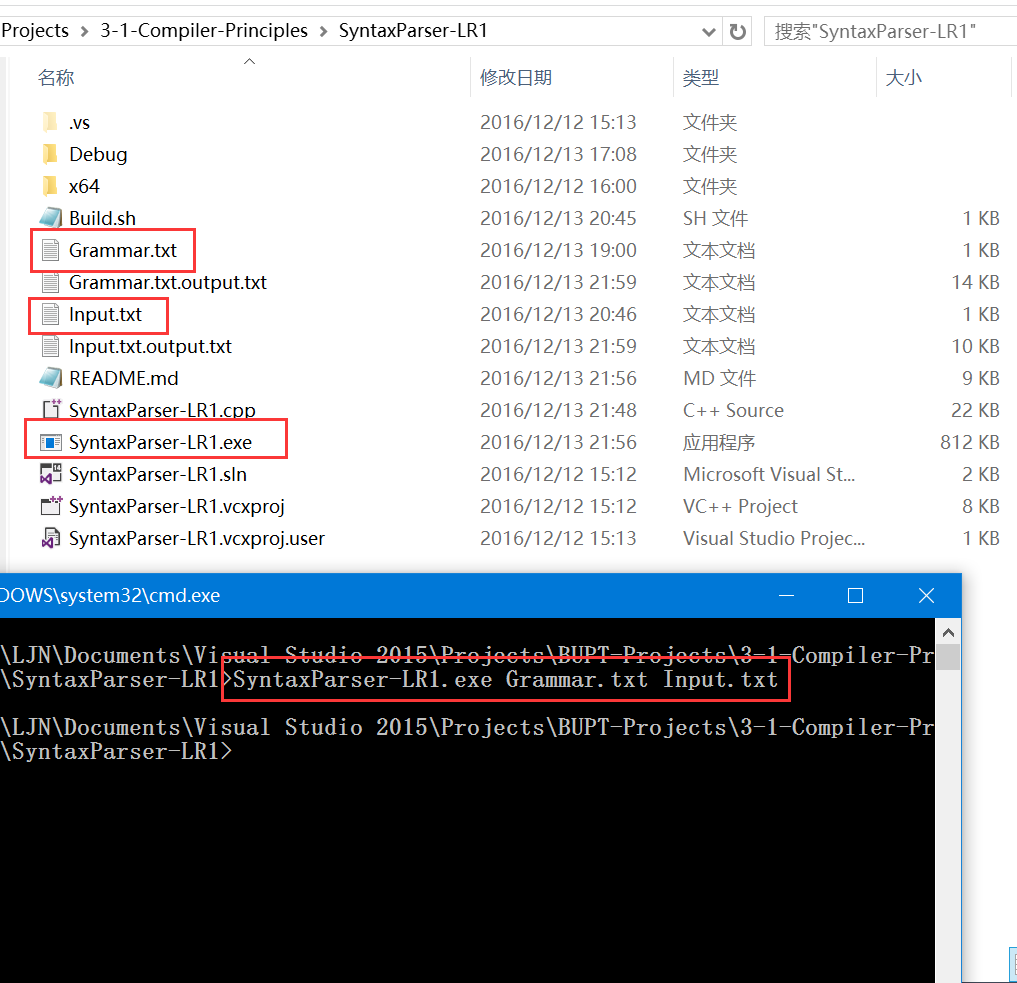 Projects > 3-1-Compiler-Principles > SyntaxParser-LR1 搜索"SyntaxParser-LR1"
名称 修改日期 类型 大小
.vs 2016/12/12 15:13 文件夹
Debug 2016/12/13 17:08 文件夹
x64 2016/12/12 16:00 文件夹
Build.sh 2016/12/13 20:45 SH 文件 1 KB
Grammar.txt 2016/12/13 19:00 文本文档 1 KB
Grammar.txt.output.txt 2016/12/13 21:59 文本文档 14 KB
Input.txt 2016/12/13 20:46 文本文档 1 KB
Input.txt.output.txt 2016/12/13 21:59 文本文档 10 KB
README.md 2016/12/13 21:56 MD 文件 9 KB
SyntaxParser-LR1.cpp 2016/12/13 21:48 C++ Source 22 KB
SyntaxParser-LR1.exe 2016/12/13 21:56 应用程序 812 KB
SyntaxParser-LR1.sln 2016/12/12 15:12 Microsoft Visual St... 2 KB
SyntaxParser-LR1.vcxproj 2016/12/12 15:12 VC++ Project 8 KB
SyntaxParser-LR1.vcxproj.user 2016/12/12 15:13 Visual Studio Projec... 1 KB
DOWS\system32\cmd.exe
\LJN\Documents\Visual Studio 2015\Projects\BUPT-Projects\3-1-Compiler-Pr
\SyntaxParser-LR1>SyntaxParser-LR1.exe Grammar.txt Input.txt
\LJN\Documents\Visual Studio 2015\Projects\BUPT-Projects\3-1-Compiler-Pr
\SyntaxParser-LR1>